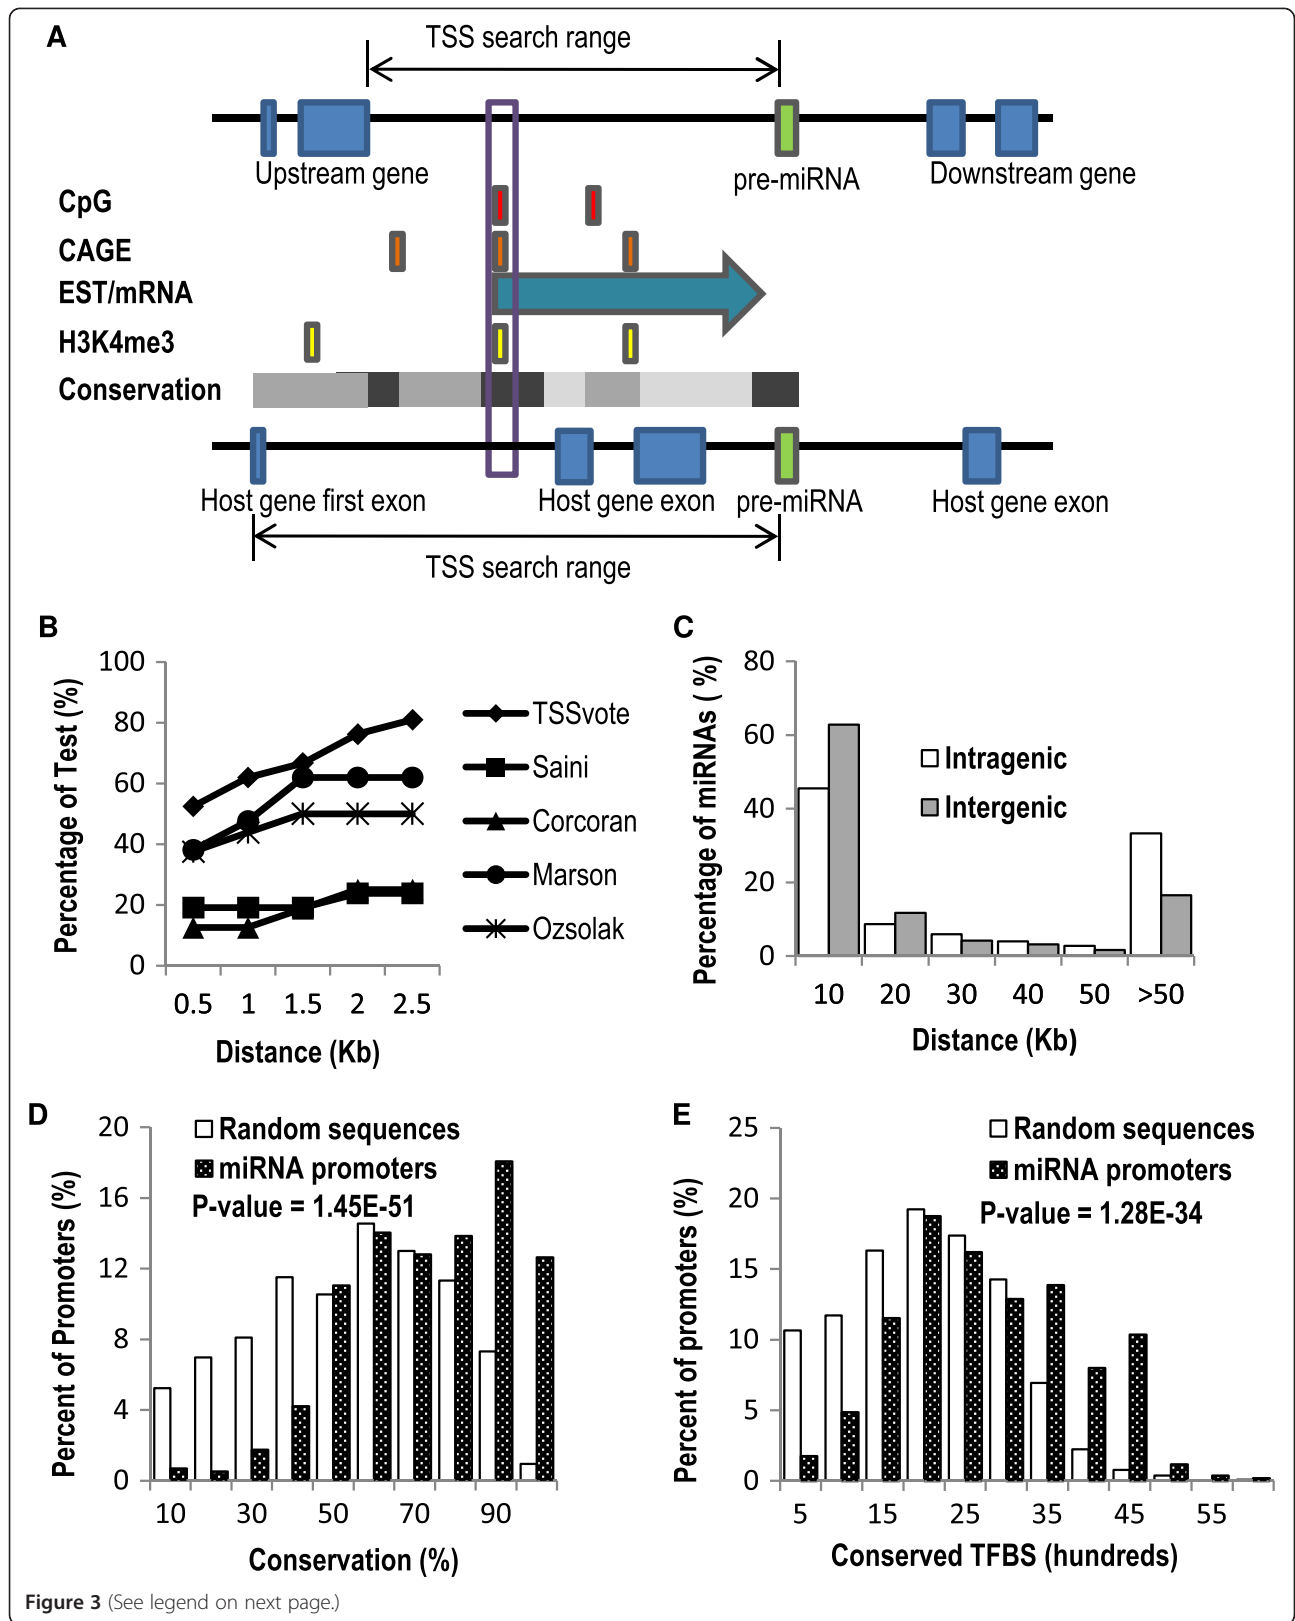 A
TSS search range
Upstream gene
pre-miRNA
Downstream gene
CpG
CAGE
EST/mRNA
H3K4me3
Conservation
Host gene first exon
Host gene exon
pre-miRNA
Host gene exon
TSS search range
B
Percentage of Test (%)
100
80
60
40
20
0
0.5 1 1.5 2 2.5
Distance (Kb)
TSSvote
Saini
Corcoran
Marson
Ozsolak
C
Percentage of miRNAs ( %)
80
60
40
20
0
10 20 30 40 50 >50
Distance (Kb)
Intragenic
Intergenic
D
Percent of Promoters (%)
20
16
12
8
4
0
10 30 50 70 90
Conservation (%)
Random sequences
miRNA promoters
P-value = 1.45E-51
E
Percent of promoters (%)
25
20
15
10
5
0
5 15 25 35 45 55
Conserved TFBS (hundreds)
Random sequences
miRNA promoters
P-value = 1.28E-34
Figure 3 (See legend on next page.)